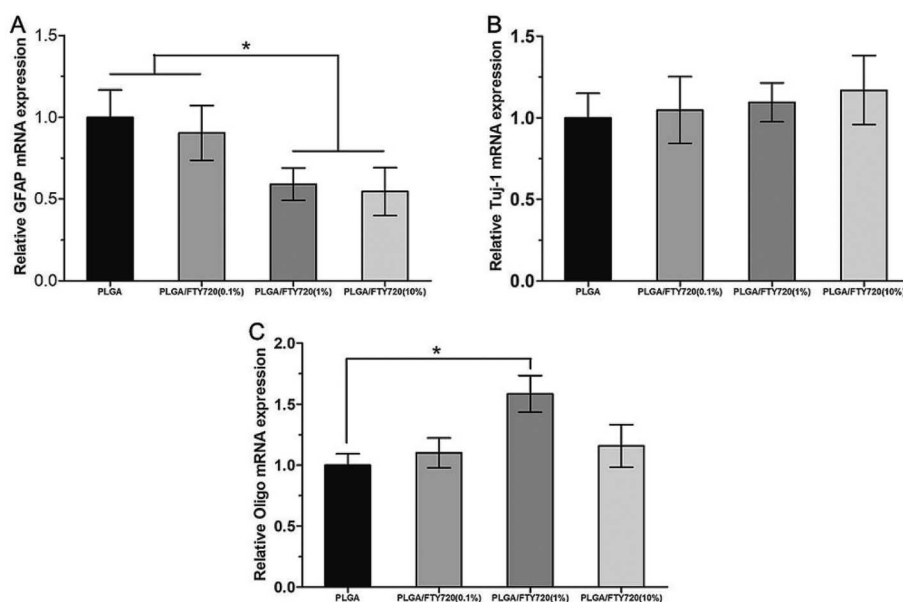 A
Relative GFAP mRNA expression
1.5
1.0
0.5
0.0
*
PLGA
PLGA/FTY720(0.1%)
PLGA/FTY720(1%)
PLGA/FTY720(10%)
B
Relative Tuj-1 mRNA expression
1.5
1.0
0.5
0.0
PLGA
PLGA/FTY720(0.1%)
PLGA/FTY720(1%)
PLGA/FTY720(10%)
C
Relative Oligo mRNA expression
2.0
1.5
1.0
0.5
0.0
*
PLGA
PLGA/FTY720(0.1%)
PLGA/FTY720(1%)
PLGA/FTY720(10%)